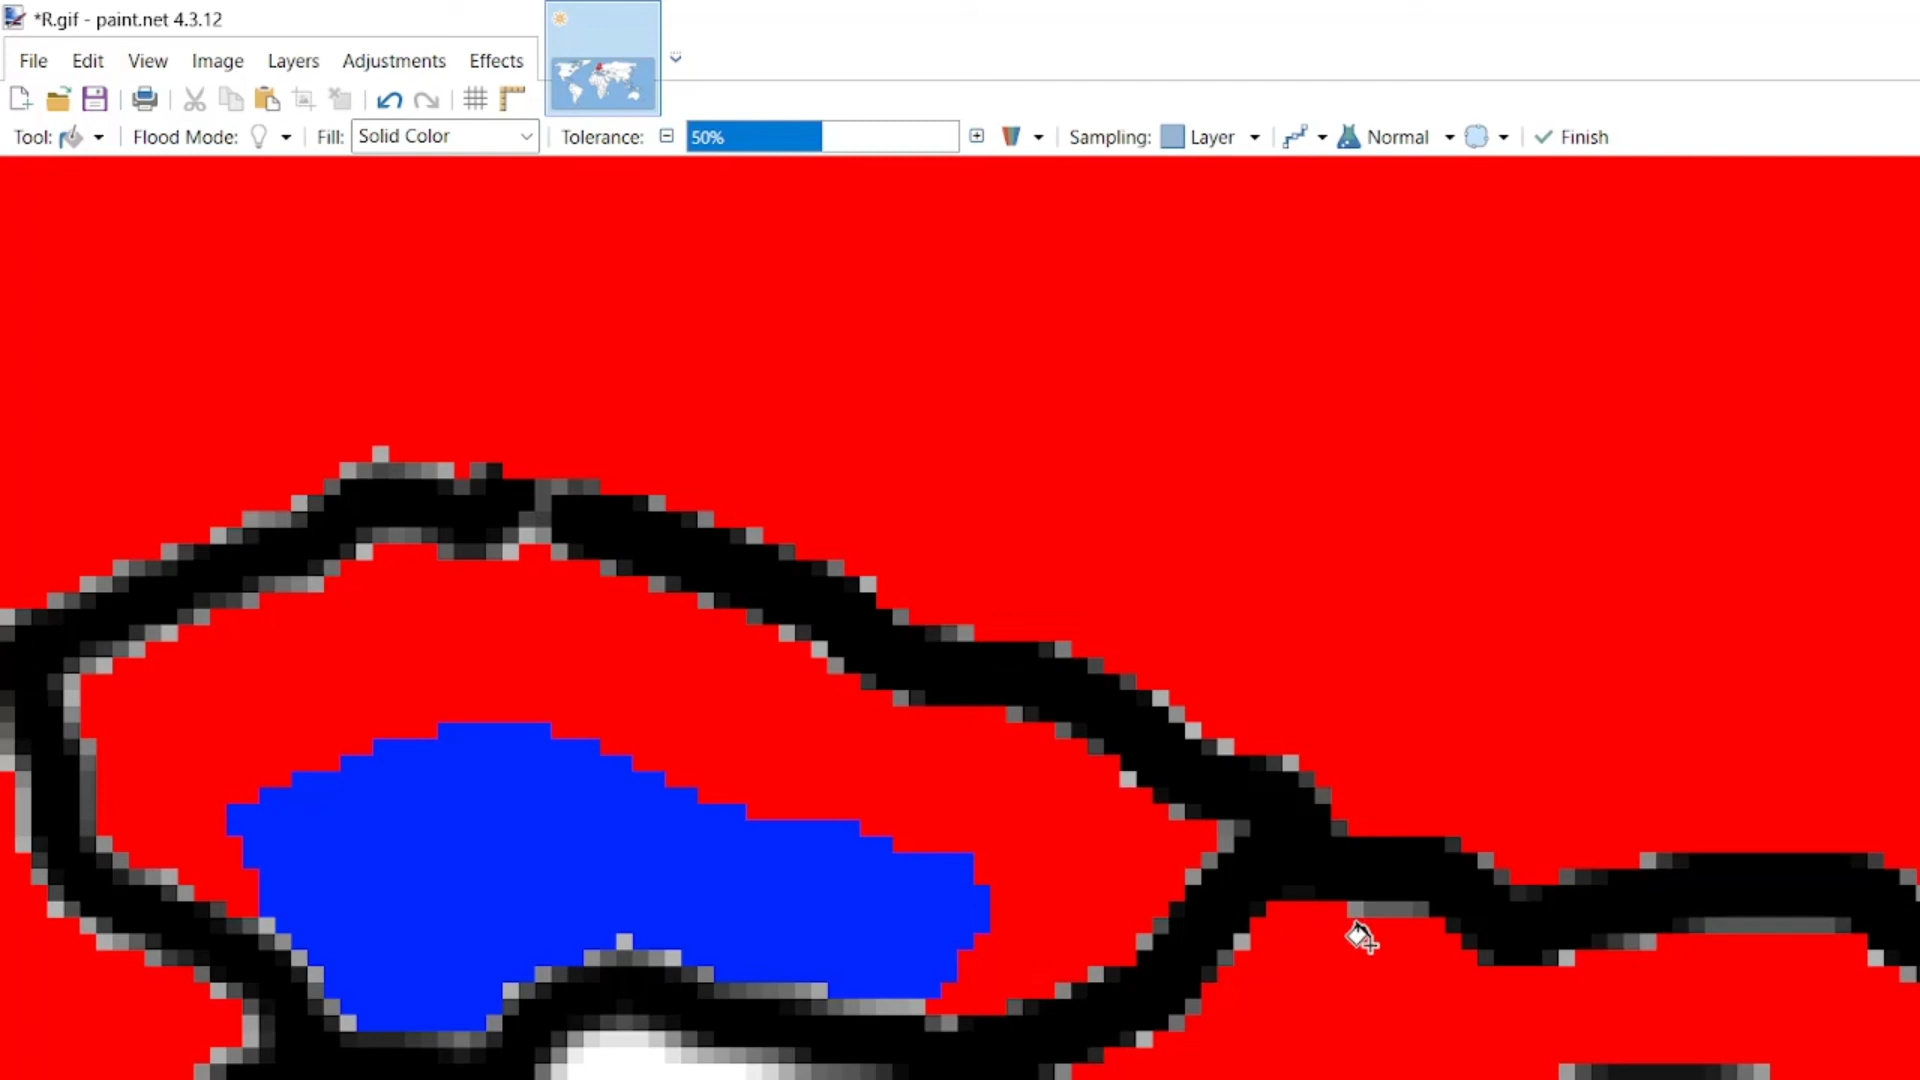 *R.gif - paint.net 4.3.12
File Edit View Image Layers Adjustments Effects
Tool: Flood Mode: Fill: Solid Color Tolerance: 50% Sampling: Layer Normal Finish